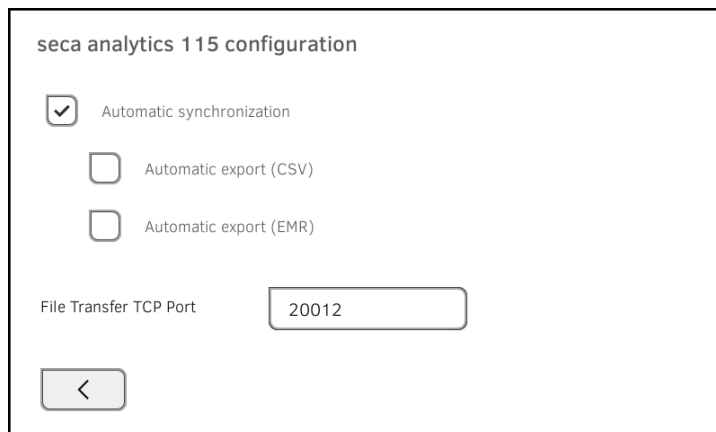 seca analytics 115 configuration
Automatic synchronization
Automatic export (CSV)
Automatic export (EMR)
File Transfer TCP Port 20012